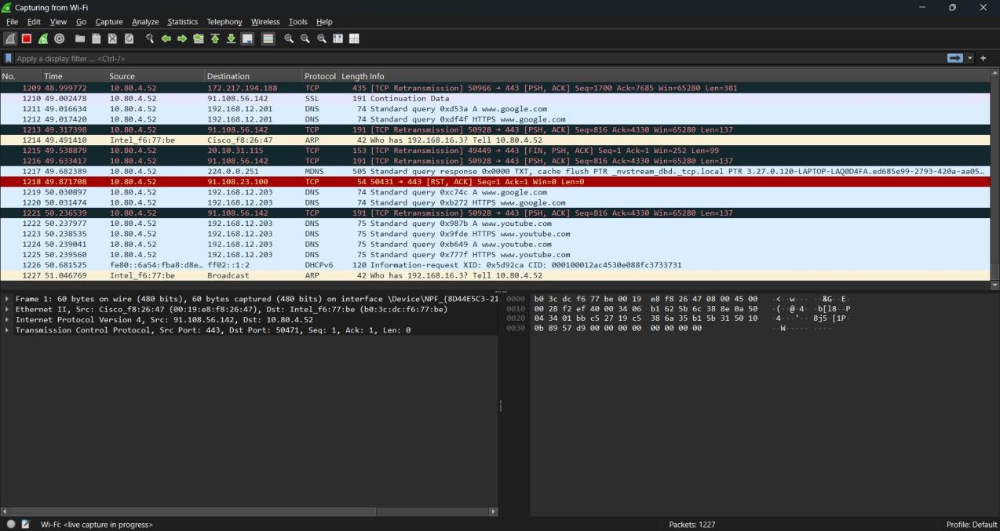 Capturing from Wi-Fi
File Edit View Go Capture Analyze Statistics Telephony Wireless Tools Help
Apply a display filter ... <Ctrl-/>
No. Time Source Destination Protocol Length Info
1209 48.999772 10.80.4.52 172.217.194.188 TCP 435 [TCP Retransmission] 50966 → 443 [PSH, ACK] Seq=1700 Ack=7685 Win=65280 Len=381
1210 49.002478 10.80.4.52 91.108.56.142 SSL 191 Continuation Data
1211 49.016634 10.80.4.52 192.168.12.201 DNS 74 Standard query 0xd53a A www.google.com
1212 49.017420 10.80.4.52 192.168.12.201 DNS 74 Standard query 0xdf4f HTTPS www.google.com
1213 49.317398 10.80.4.52 91.108.56.142 TCP 191 [TCP Retransmission] 50928 → 443 [PSH, ACK] Seq=816 Ack=4330 Win=65280 Len=137
1214 49.491410 Intel_f6:77:be Cisco_f8:26:47 ARP 42 Who has 192.168.16.3? Tell 10.80.4.52
1215 49.538879 10.80.4.52 20.10.31.115 TCP 153 [TCP Retransmission] 49449 → 443 [FIN, PSH, ACK] Seq=1 Ack=1 Win=252 Len=99
1216 49.633417 10.80.4.52 91.108.56.142 TCP 191 [TCP Retransmission] 50928 → 443 [PSH, ACK] Seq=816 Ack=4330 Win=65280 Len=137
1217 49.682389 10.80.4.52 224.0.0.251 MDNS 505 Standard query response 0x0000 TXT, cache flush PTR _nvstream_dbd._tcp.local PTR 3.27.0.120-LAPTOP-LAQ0D4FA.ed685e99-2793-420a-aa05…
1218 49.871708 10.80.4.52 91.108.23.100 TCP 54 50431 → 443 [RST, ACK] Seq=1 Ack=1 Win=0 Len=0
1219 50.030897 10.80.4.52 192.168.12.203 DNS 74 Standard query 0xc74c A www.google.com
1220 50.031474 10.80.4.52 192.168.12.203 DNS 74 Standard query 0xb272 HTTPS www.google.com
1221 50.236539 10.80.4.52 91.108.56.142 TCP 191 [TCP Retransmission] 50928 → 443 [PSH, ACK] Seq=816 Ack=4330 Win=65280 Len=137
1222 50.237977 10.80.4.52 192.168.12.203 DNS 75 Standard query 0x987b A www.youtube.com
1223 50.238535 10.80.4.52 192.168.12.203 DNS 75 Standard query 0x9fde HTTPS www.youtube.com
1224 50.239041 10.80.4.52 192.168.12.203 DNS 75 Standard query 0xb649 A www.youtube.com
1225 50.239560 10.80.4.52 192.168.12.203 DNS 75 Standard query 0x777f HTTPS www.youtube.com
1226 50.681525 fe80::6a54:fba8:d8e… ff02::1:2 DHCPv6 120 Information-request XID: 0x5d92ca CID: 000100012ac4530e088fc3733731
1227 51.046769 Intel_f6:77:be Broadcast ARP 42 Who has 192.168.16.3? Tell 10.80.4.52
Frame 1: 60 bytes on wire (480 bits), 60 bytes captured (480 bits) on interface \Device\NPF_{8D44E5C3-21
Ethernet II, Src: Cisco_f8:26:47 (00:19:e8:f8:26:47), Dst: Intel_f6:77:be (b0:3c:dc:f6:77:be)
Internet Protocol Version 4, Src: 91.108.56.142, Dst: 10.80.4.52
Transmission Control Protocol, Src Port: 443, Dst Port: 50471, Seq: 1, Ack: 1, Len: 0
0000 b0 3c dc f6 77 be 00 19 e8 f8 26 47 08 00 45 00 ·<··w··· ··&G··E·
0010 00 28 f2 ef 40 00 34 06 b1 62 5b 6c 38 8e 0a 50 ·(··@·4· ·b[l8··P
0020 04 34 01 bb c5 27 19 c5 38 6a 35 b1 5b 31 50 10 ·4···'·· 8j5·[1P·
0030 0b 89 57 d9 00 00 00 00 00 00 00 00 ··W····· ····
Wi-Fi: <live capture in progress> Packets: 1227 Profile: Default